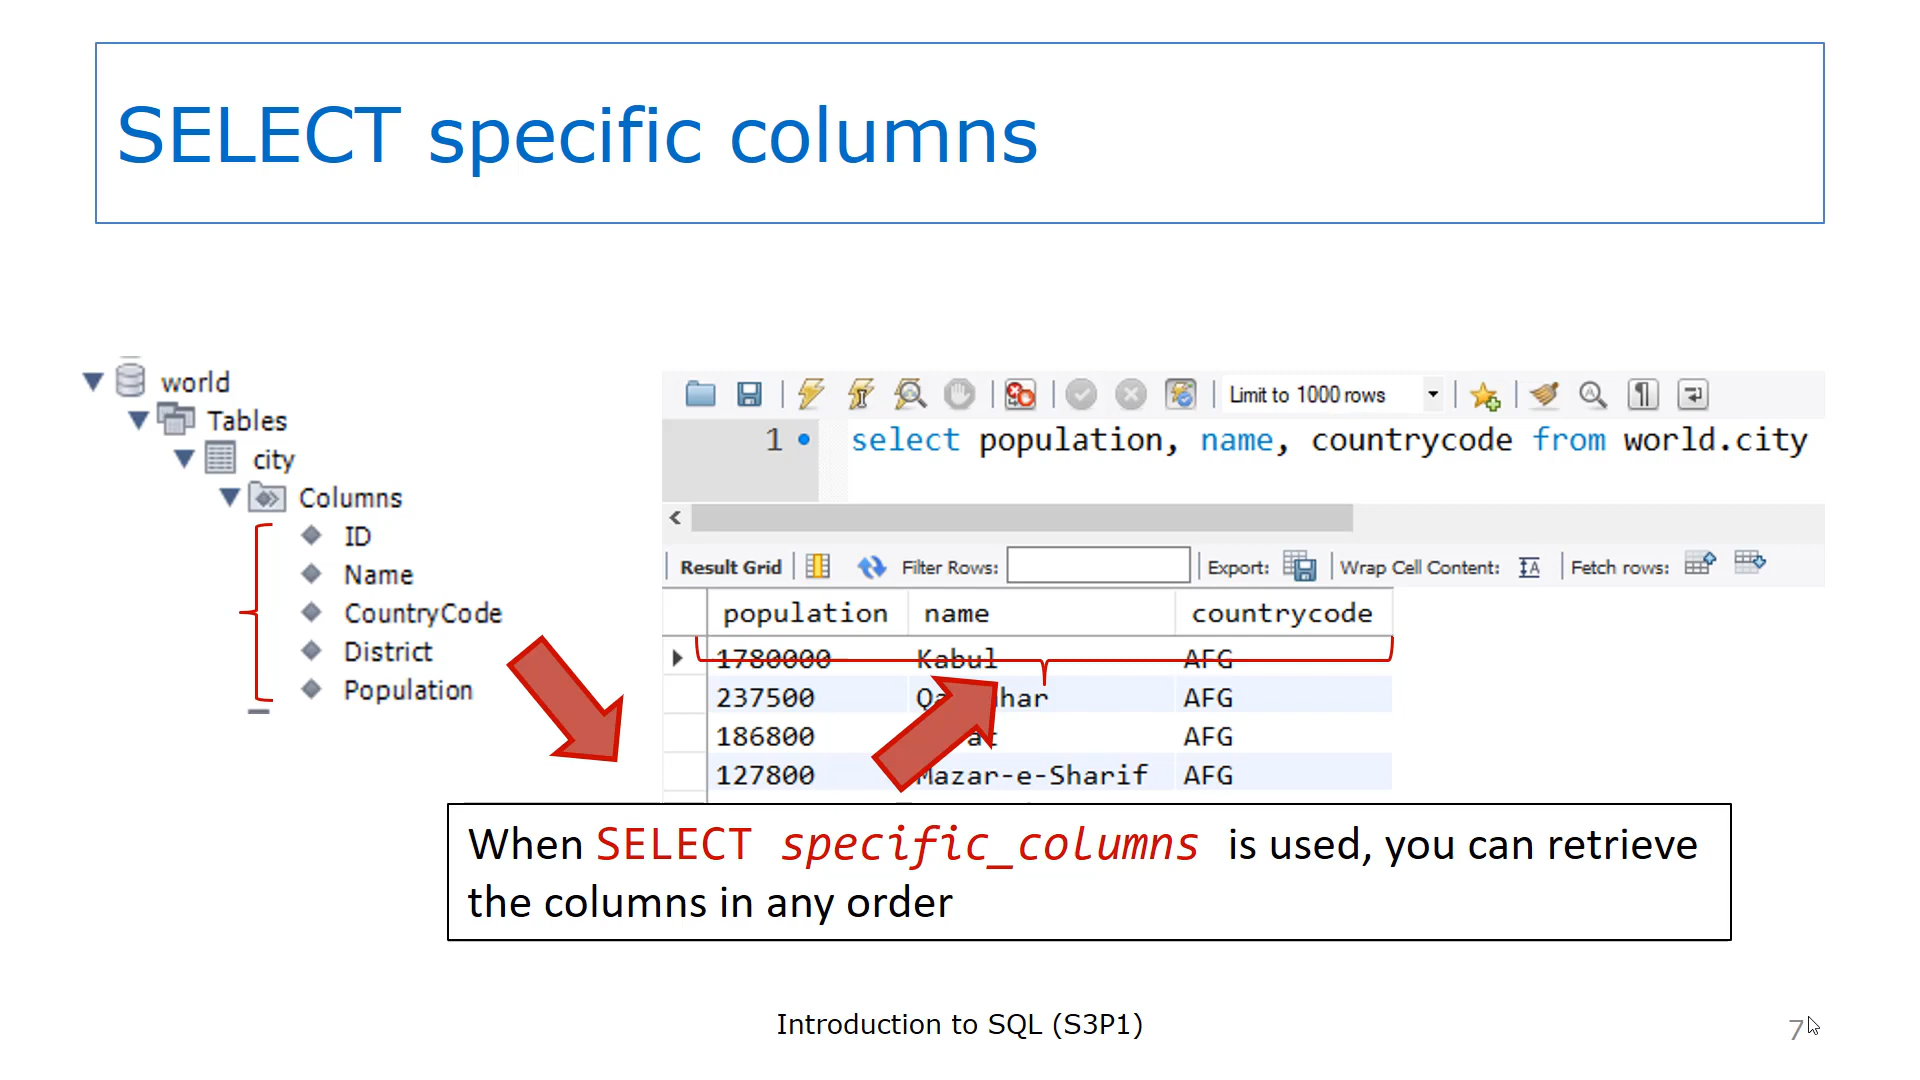 SELECT specific columns
world
Tables
city
Columns
ID
Name
CountryCode
District
Population
Limit to 1000 rows
1 select population, name, countrycode from world.city
Result Grid Filter Rows: Export: Wrap Cell Content: Fetch rows:
population name countrycode
1780000 Kabul AFG
237500 AFG
186800 AFG
127800 Mazar-e-Sharif AFG
When SELECT specific_columns is used, you can retrieve
the columns in any order
Introduction to SQL (S3P1)
7